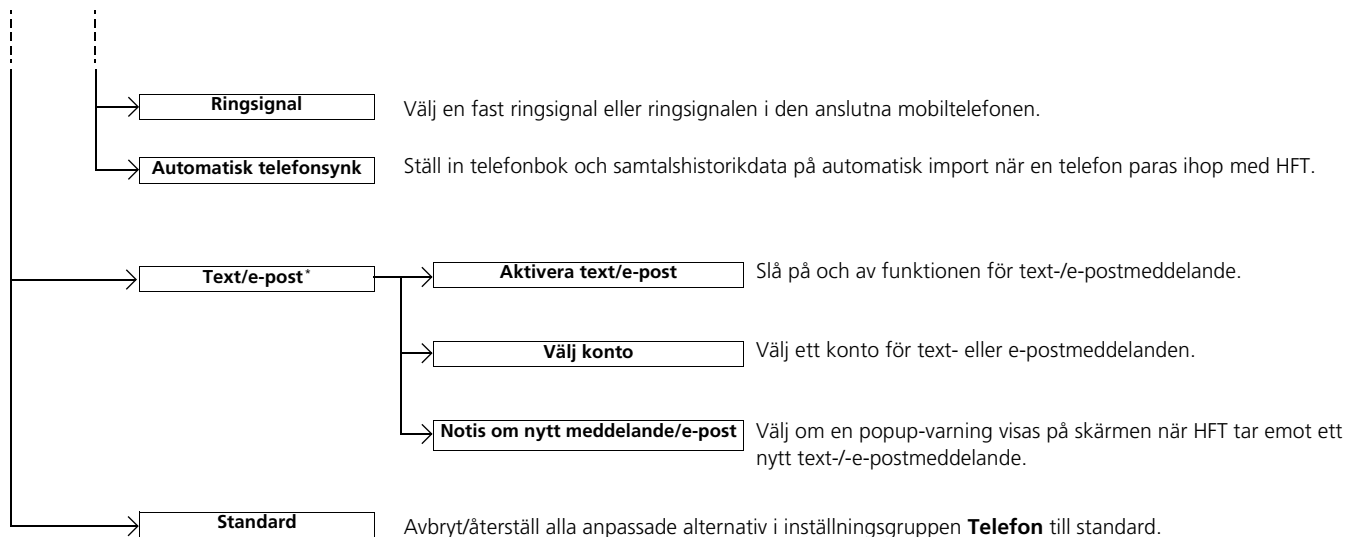 Ringsignal
Välj en fast ringsignal eller ringsignalen i den anslutna mobiltelefonen.
Automatisk telefonsynk
Ställ in telefonbok och samtalshistorikdata på automatisk import när en telefon paras ihop med HFT.
Text/e-post*
Aktivera text/e-post
Slå på och av funktionen för text-/e-postmeddelande.
Välj konto
Välj ett konto för text- eller e-postmeddelanden.
Notis om nytt meddelande/e-post
Välj om en popup-varning visas på skärmen när HFT tar emot ett
nytt text-/-e-postmeddelande.
Standard
Avbryt/återställ alla anpassade alternativ i inställningsgruppen Telefon till standard.